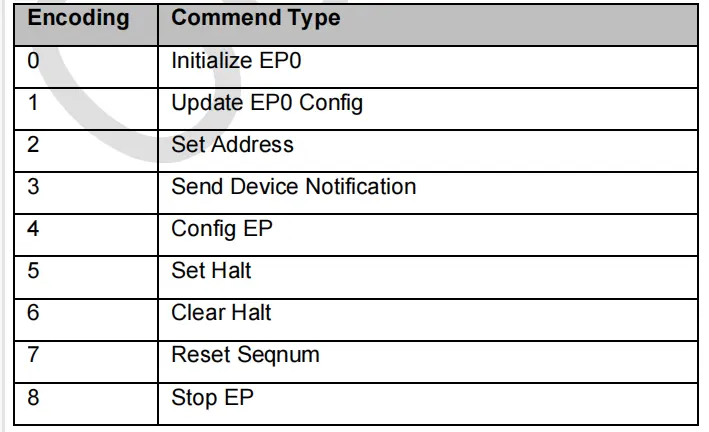 Encoding Commend Type
0 Initialize EP0
1 Update EP0 Config
2 Set Address
3 Send Device Notification
4 Config EP
5 Set Halt
6 Clear Halt
7 Reset Seqnum
8 Stop EP